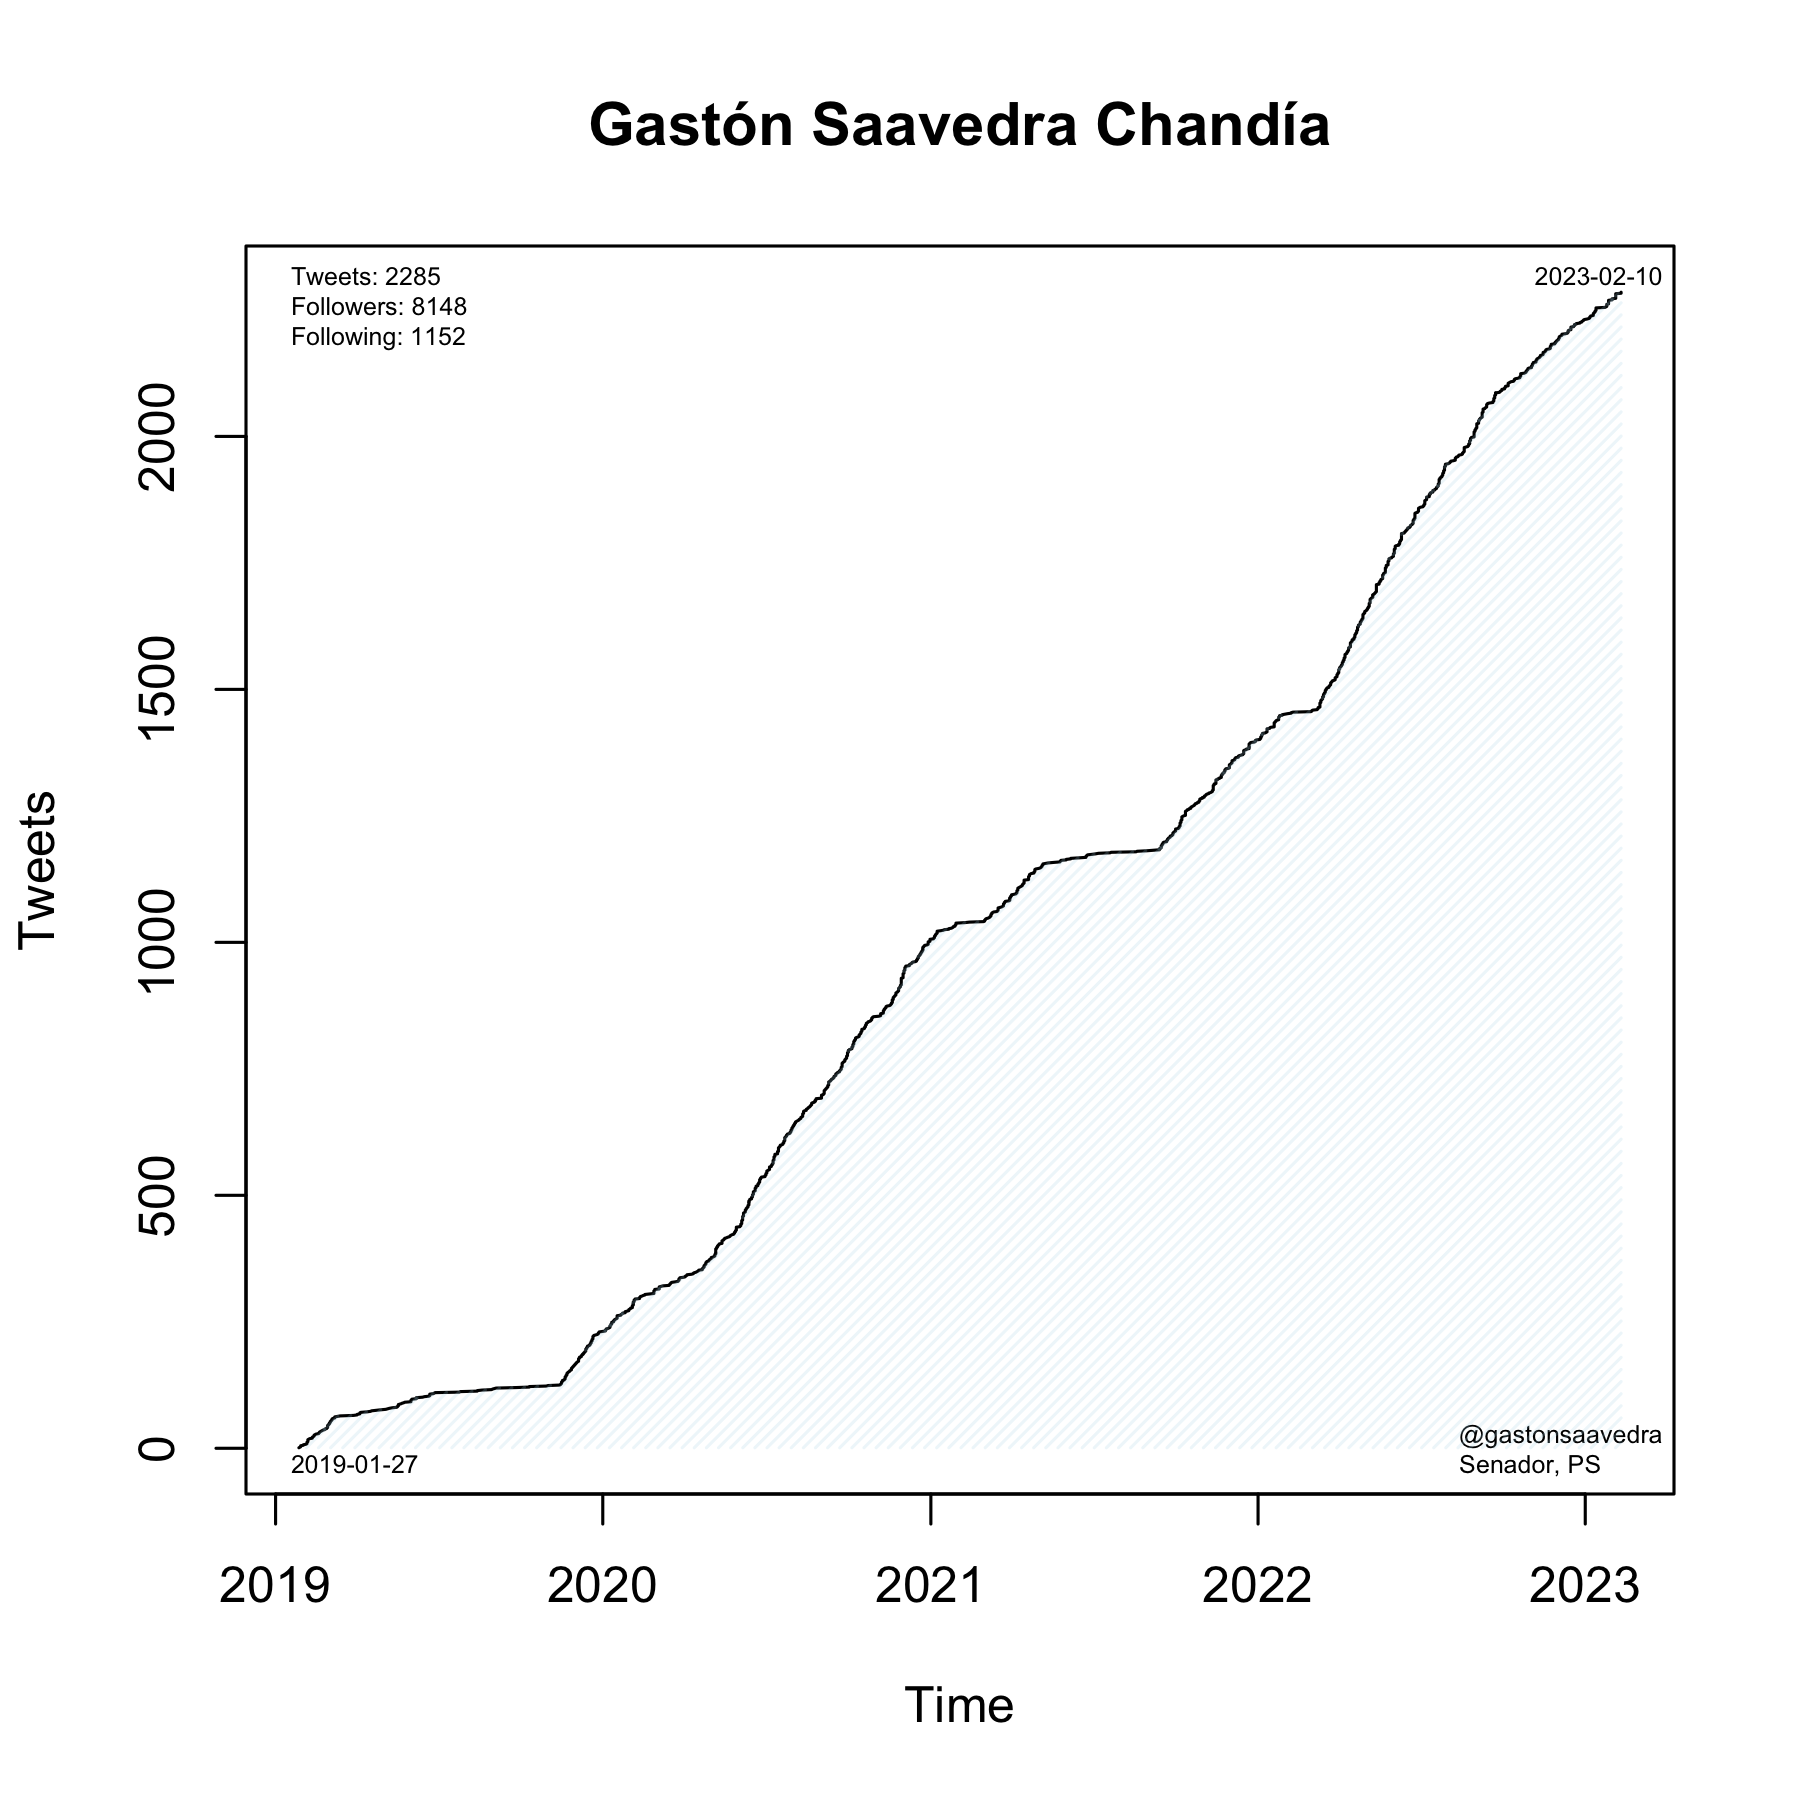 Gastón Saavedra Chandía
Tweets: 2285
Followers: 8148
Following: 1152
2023-02-10
2000
1500
1000
500
0
Tweets
2019-01-27
@gastonsaavedra
Senador, PS
2019 2020 2021 2022 2023
Time